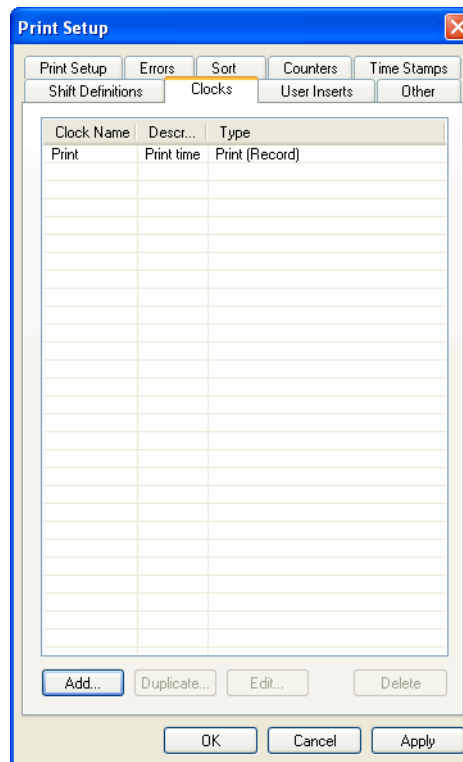 Print Setup
Print Setup Errors Sort Counters Time Stamps
Shift Definitions Clocks User Inserts Other
Clock Name Descr... Type
Print Print time Print (Record)
Add... Duplicate... Edit... Delete
OK Cancel Apply